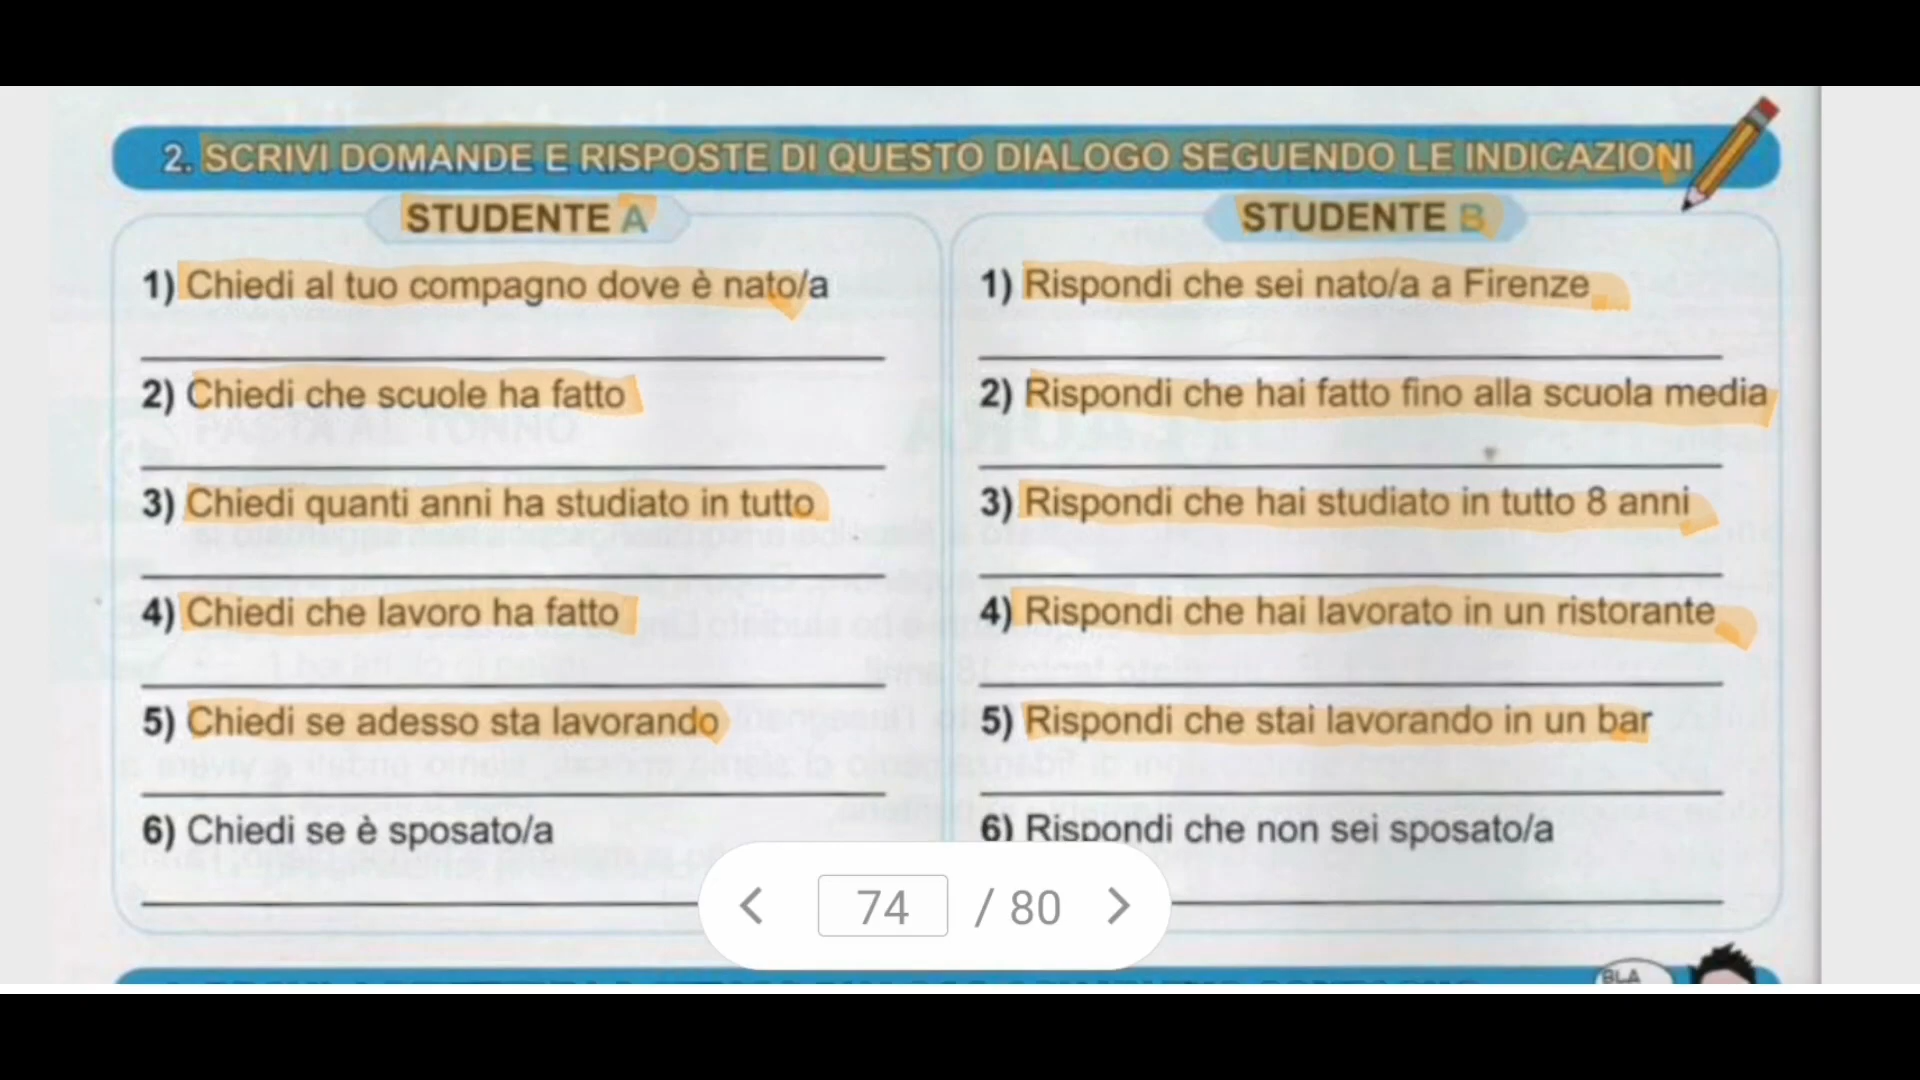 2. SCRIVI DOMANDE E RISPOSTE DI QUESTO DIALOGO SEGUENDO LE INDICAZIONI
STUDENTE A
1) Chiedi al tuo compagno dove è nato/a
2) Chiedi che scuole ha fatto
3) Chiedi quanti anni ha studiato in tutto
4) Chiedi che lavoro ha fatto
5) Chiedi se adesso sta lavorando
6) Chiedi se è sposato/a
STUDENTE B
1) Rispondi che sei nato/a a Firenze
2) Rispondi che hai fatto fino alla scuola media
3) Rispondi che hai studiato in tutto 8 anni
4) Rispondi che hai lavorato in un ristorante
5) Rispondi che stai lavorando in un bar
6) Rispondi che non sei sposato/a
74 / 80
BLA